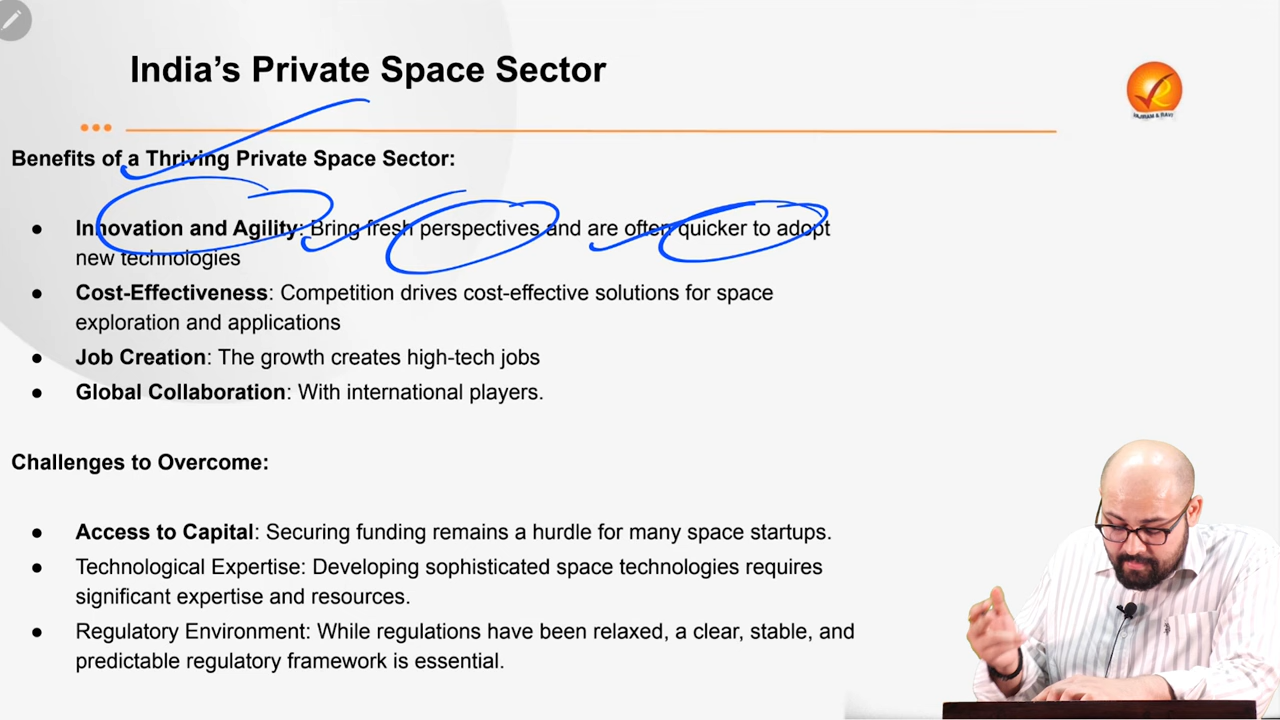 India’s Private Space Sector
VAJIRAM & RAVI
Benefits of a Thriving Private Space Sector:
● Innovation and Agility: Bring fresh perspectives and are often quicker to adopt
new technologies
● Cost-Effectiveness: Competition drives cost-effective solutions for space
exploration and applications
● Job Creation: The growth creates high-tech jobs
● Global Collaboration: With international players.
Challenges to Overcome:
● Access to Capital: Securing funding remains a hurdle for many space startups.
● Technological Expertise: Developing sophisticated space technologies requires
significant expertise and resources.
● Regulatory Environment: While regulations have been relaxed, a clear, stable, and
predictable regulatory framework is essential.